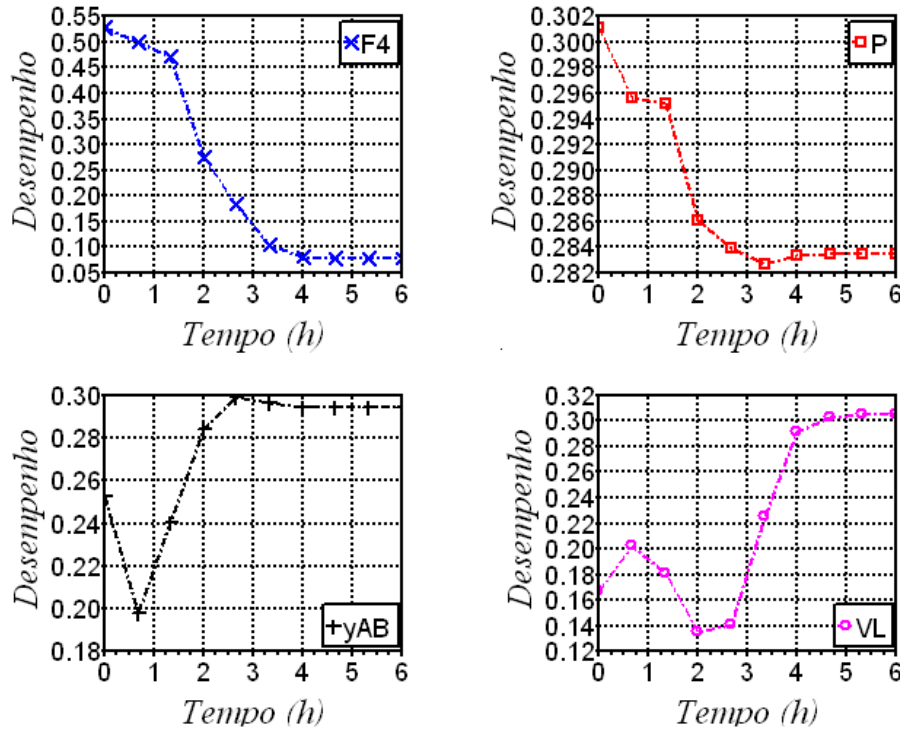 0.55
0.50
0.45
0.40
0.35
0.30
0.25
0.20
0.15
0.10
0.05
Desempenho
F4
0 1 2 3 4 5 6
Tempo (h)
0.302
0.300
0.298
0.296
0.294
0.292
0.290
0.288
0.286
0.284
0.282
Desempenho
P
0 1 2 3 4 5 6
Tempo (h)
0.30
0.28
0.26
0.24
0.22
0.20
0.18
Desempenho
yAB
0 1 2 3 4 5 6
Tempo (h)
0.32
0.30
0.28
0.26
0.24
0.22
0.20
0.18
0.16
0.14
0.12
Desempenho
VL
0 1 2 3 4 5 6
Tempo (h)